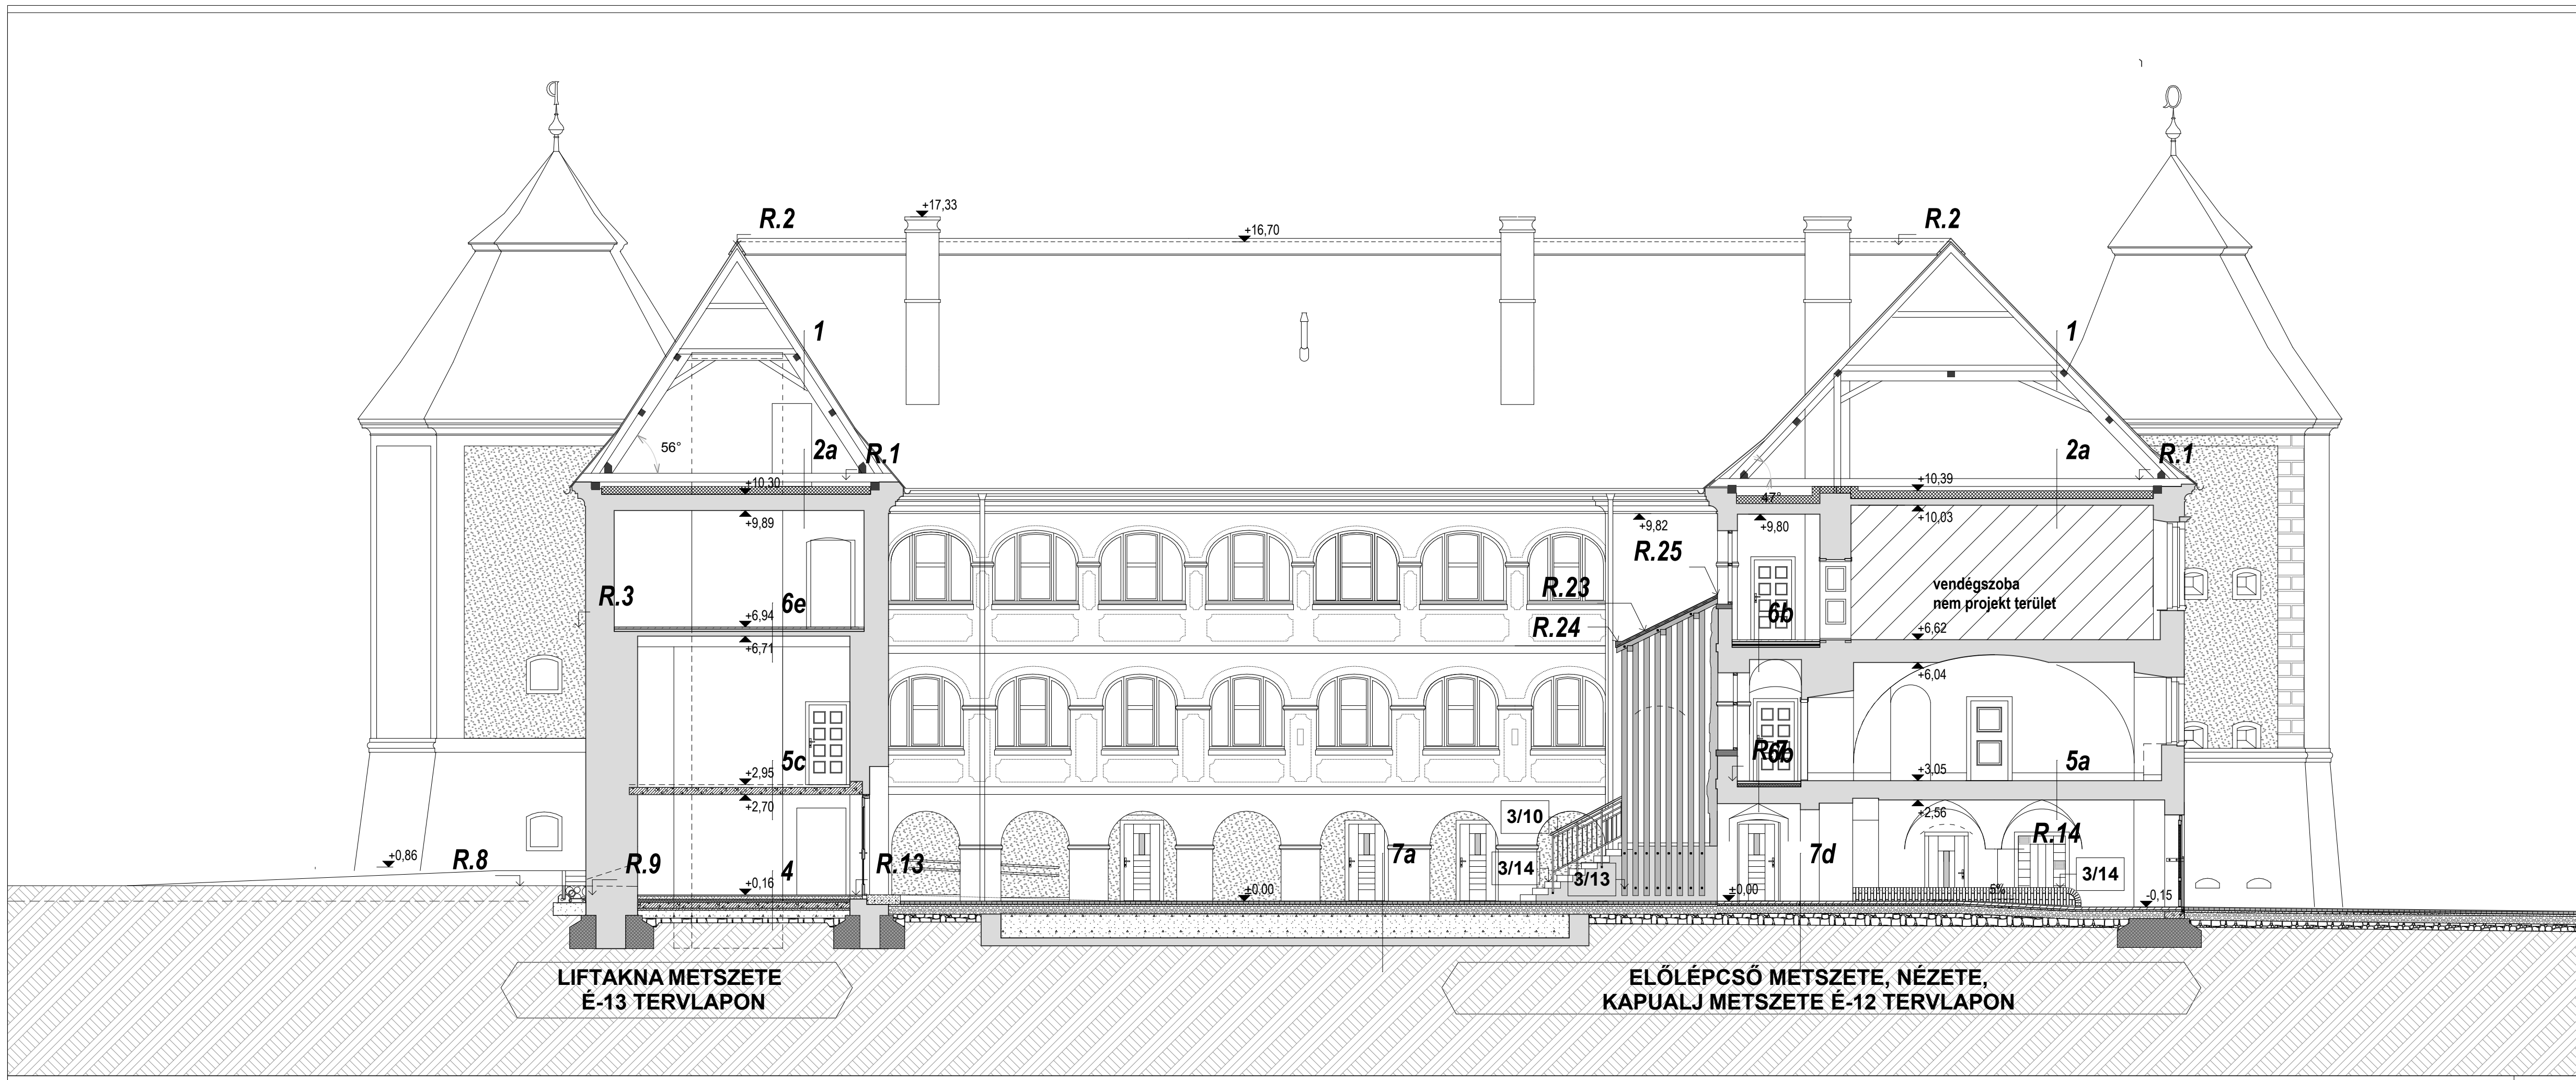 +17,33
R.2
R.2
+16,70
1
1
56°
2a
R.1
2a
R.1
+10,30
47°
+10,39
+9,89
+9,82
+9,80
+10,03
R.25
R.3
6e
R.23
vendégszoba
nem projekt terület
+6,94
6b
R.24
+6,71
+6,62
+6,04
5c
R.7
6b
5a
+2,95
+3,05
+2,70
+2,56
3/10
+0,86
R.8
R.9
4
R.13
7a
3/14
3/13
7d
R.14
3/14
+0,16
±0,00
±0,00
5%
-0,15
LIFTAKNA METSZETE
É-13 TERVLAPON
ELŐLÉPCSŐ METSZETE, NÉZETE,
KAPUALJ METSZETE É-12 TERVLAPON